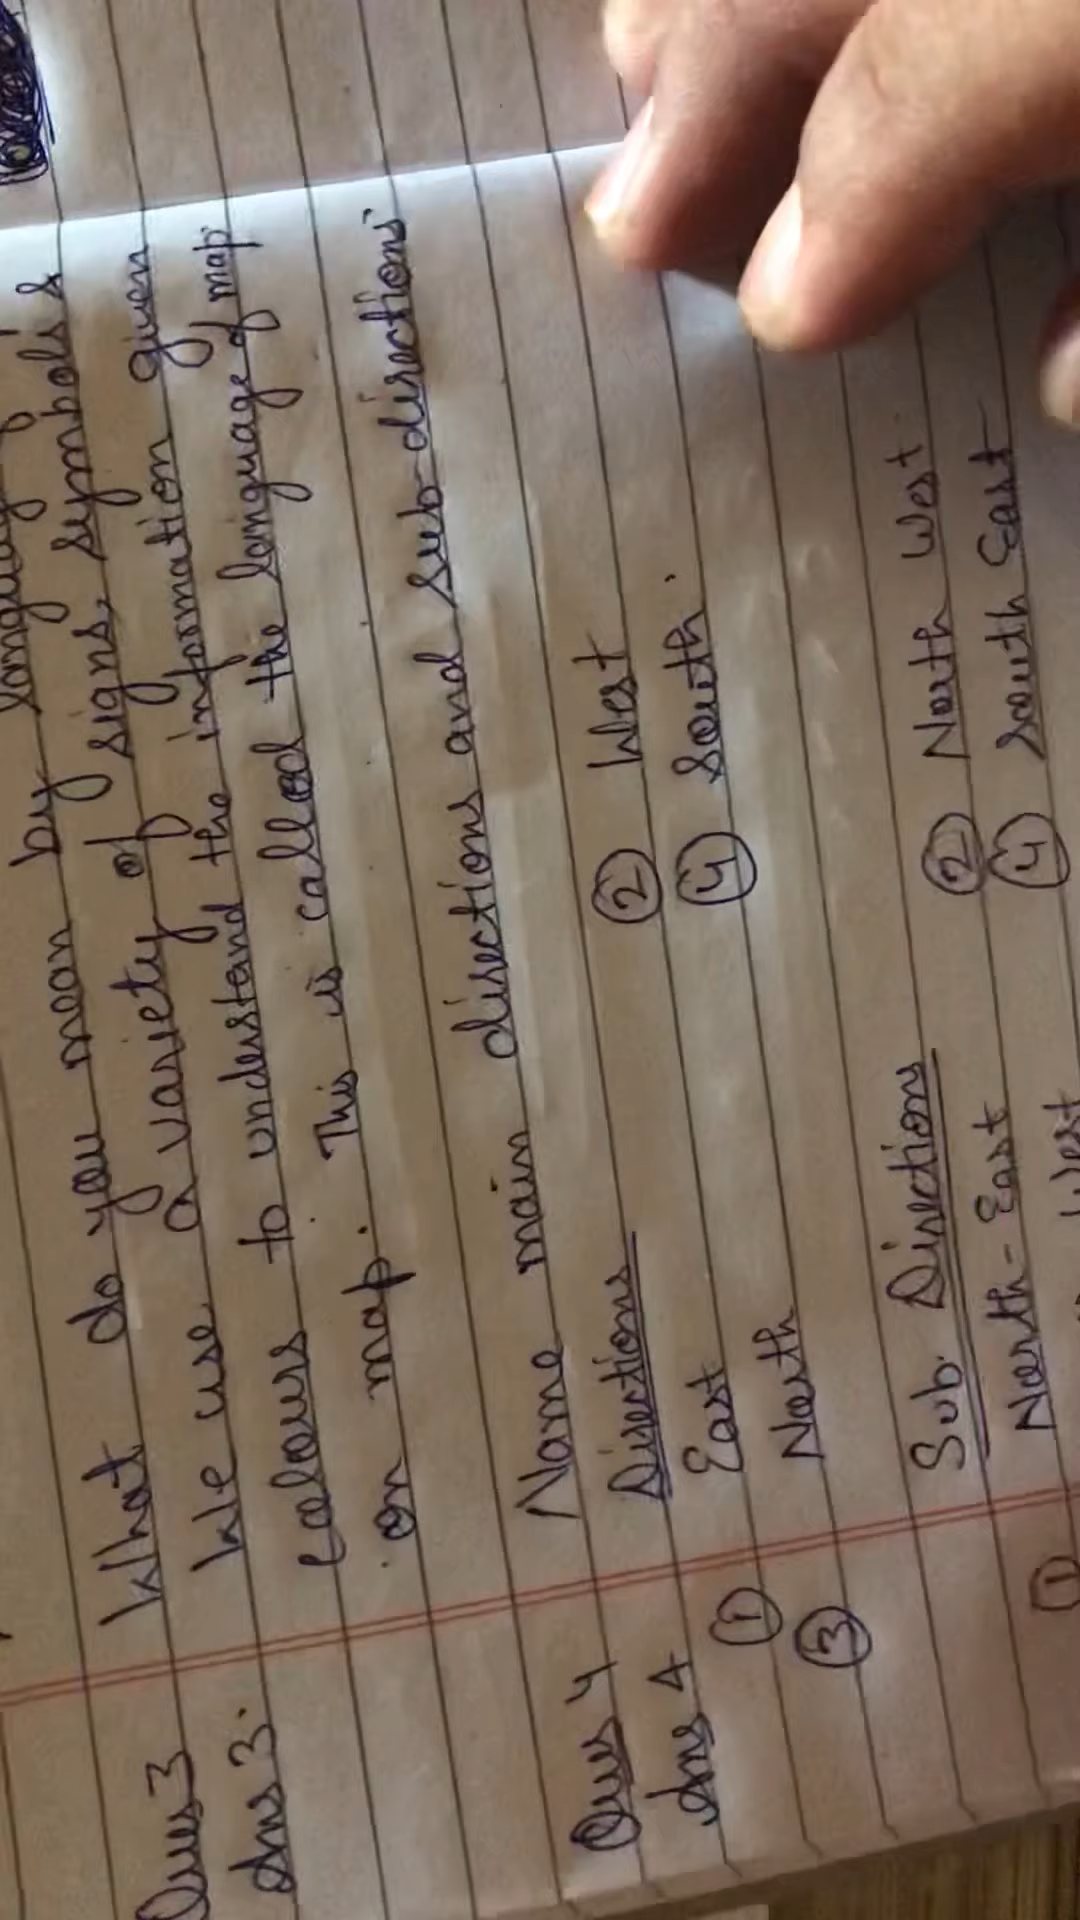 Ques 3 What do you mean by language of
Ans 3. We use a variety of signs, symbols &
colours to understand the information given
on map. This is called the language of map.
Ques 4 Name main directions and sub-directions
Ans 4 Directions
① East ② West
③ North ④ South.
Sub. Directions
① North-East ② North West.
West ④ South East